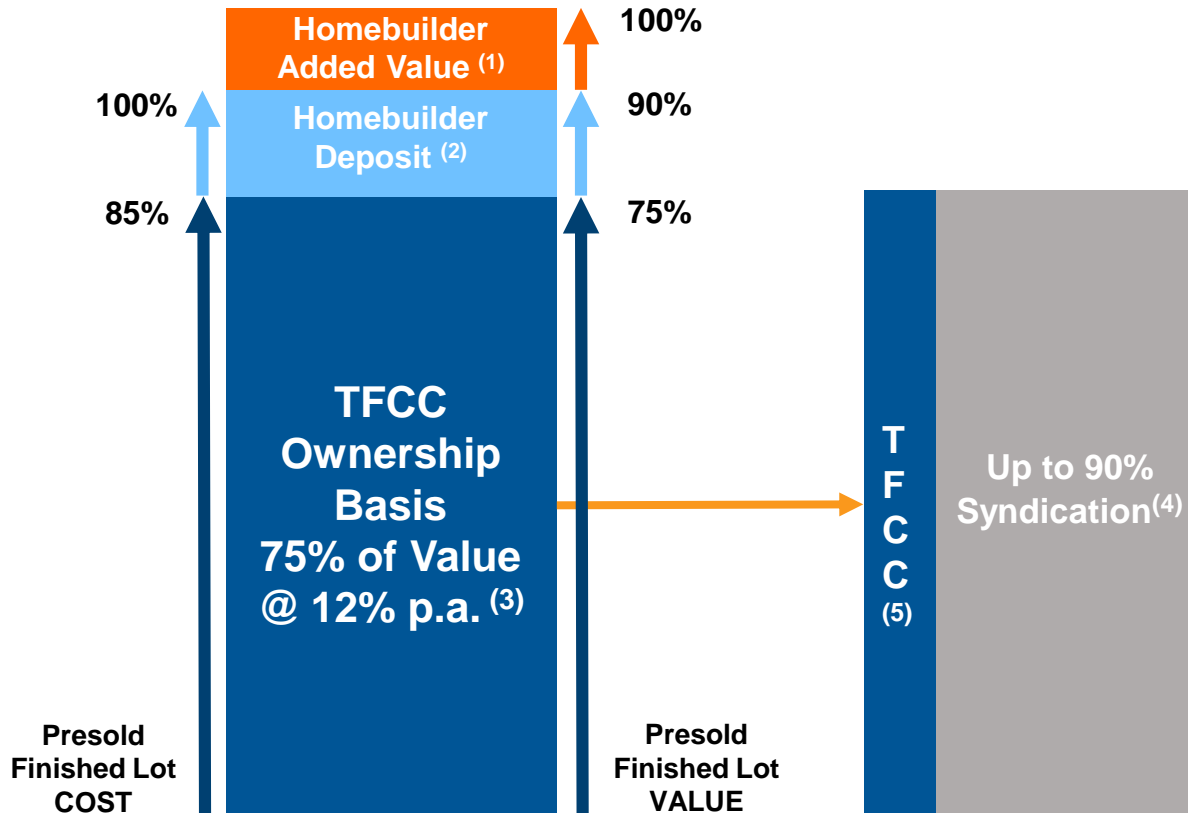 Homebuilder
Added Value (1)
100%
100%
Homebuilder
Deposit (2)
90%
85%
75%
TFCC
Ownership
Basis
75% of Value
@ 12% p.a. (3)
T
F
C
C
(5)
Up to 90%
Syndication(4)
Presold
Finished Lot
COST
Presold
Finished Lot
VALUE